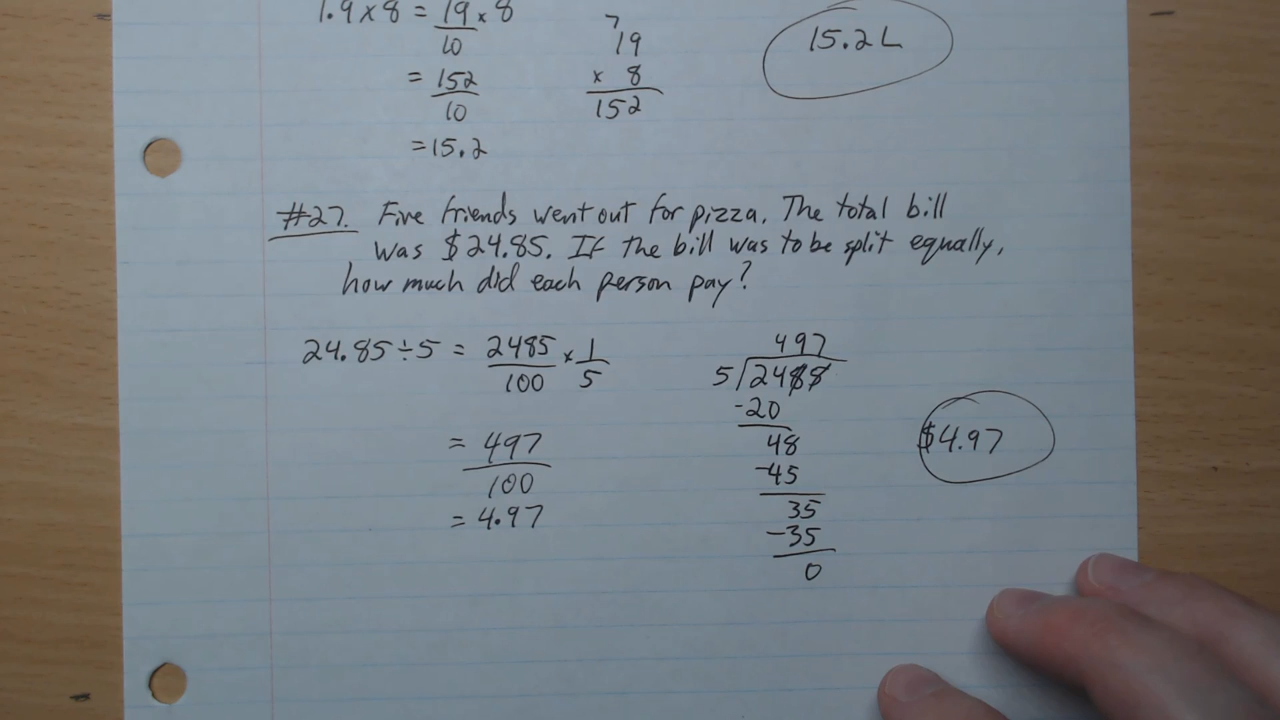 1.9 x 8 = 19/10 x 8
7
19
x 8
152
15.2 L
= 152/10
= 15.2
#27. Five friends went out for pizza. The total bill
was $24.85. If the bill was to be split equally,
how much did each person pay?
24.85 ÷ 5 = 2485/100 x 1/5
= 497/100
= 4.97
497
5 2485
-20
48
-45
35
-35
0
$4.97